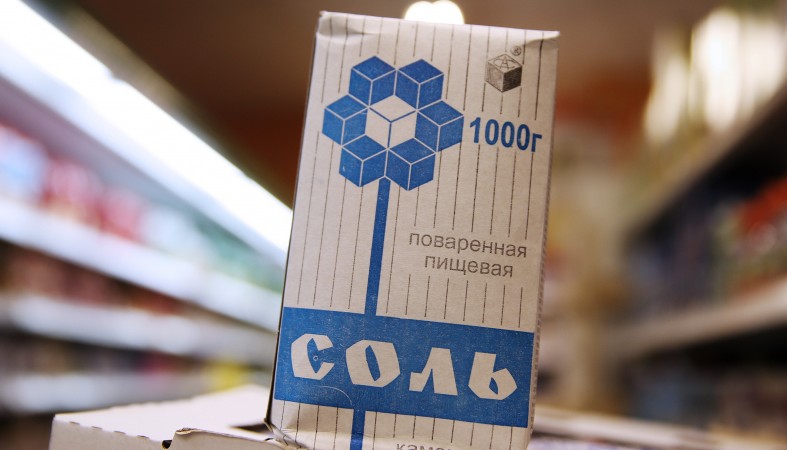 ®
1000г
поваренная
пищевая
соль